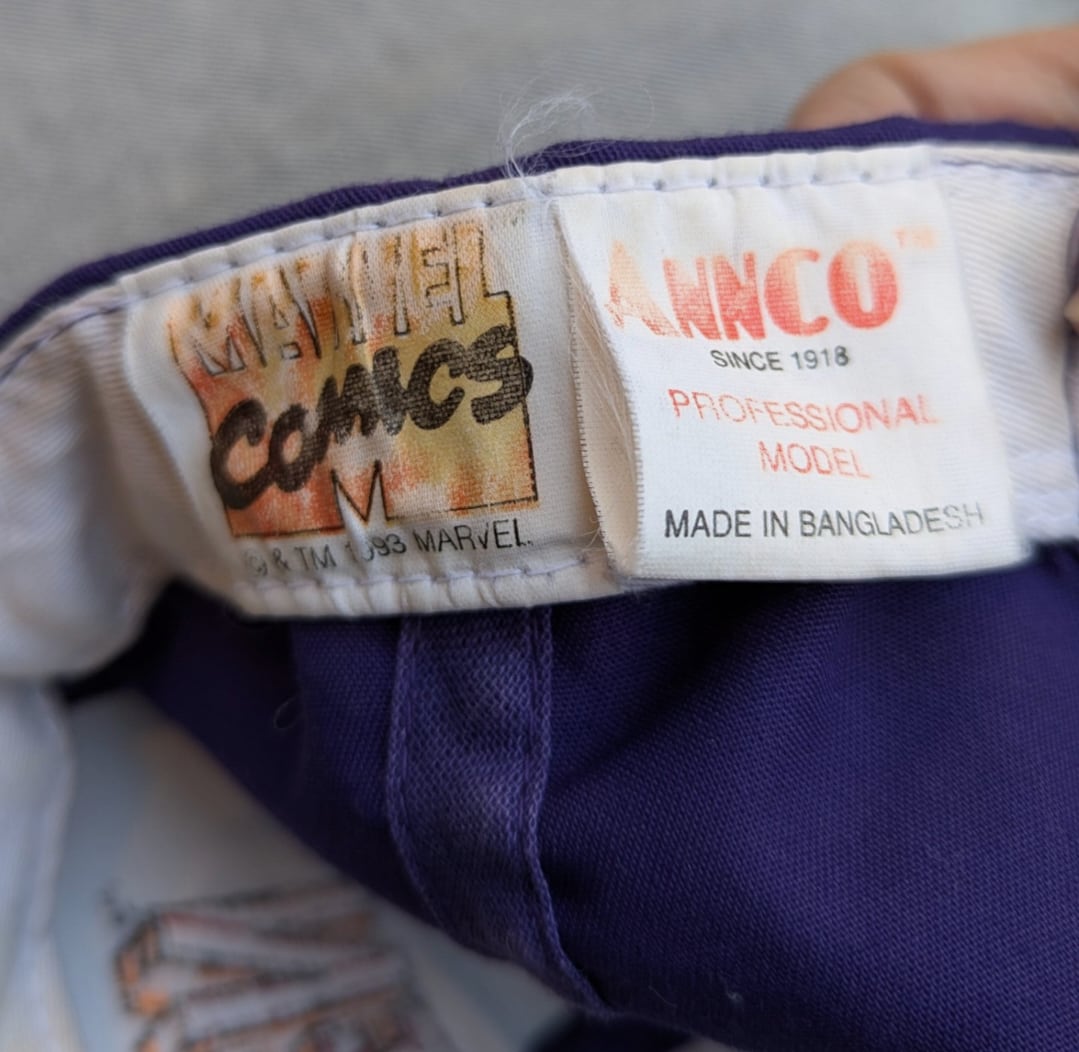 MARVEL
COMICS
M
© & TM 1993 MARVEL.
ANNCO™
SINCE 1918
PROFESSIONAL
MODEL
MADE IN BANGLADESH